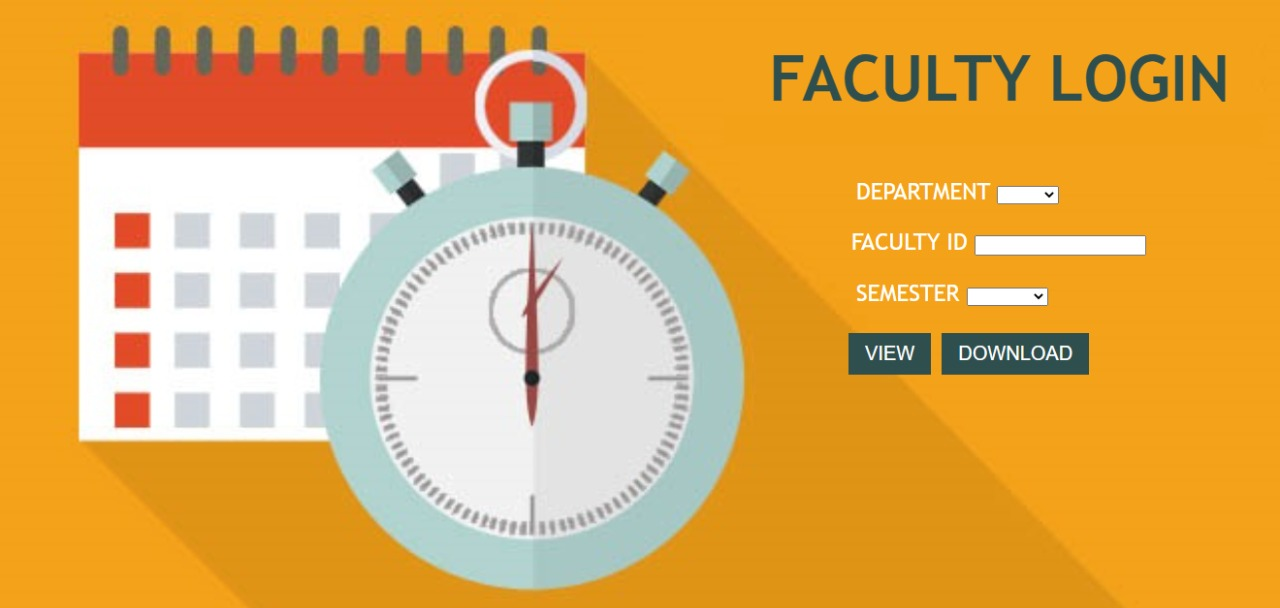 FACULTY LOGIN
DEPARTMENT
FACULTY ID
SEMESTER
VIEW DOWNLOAD